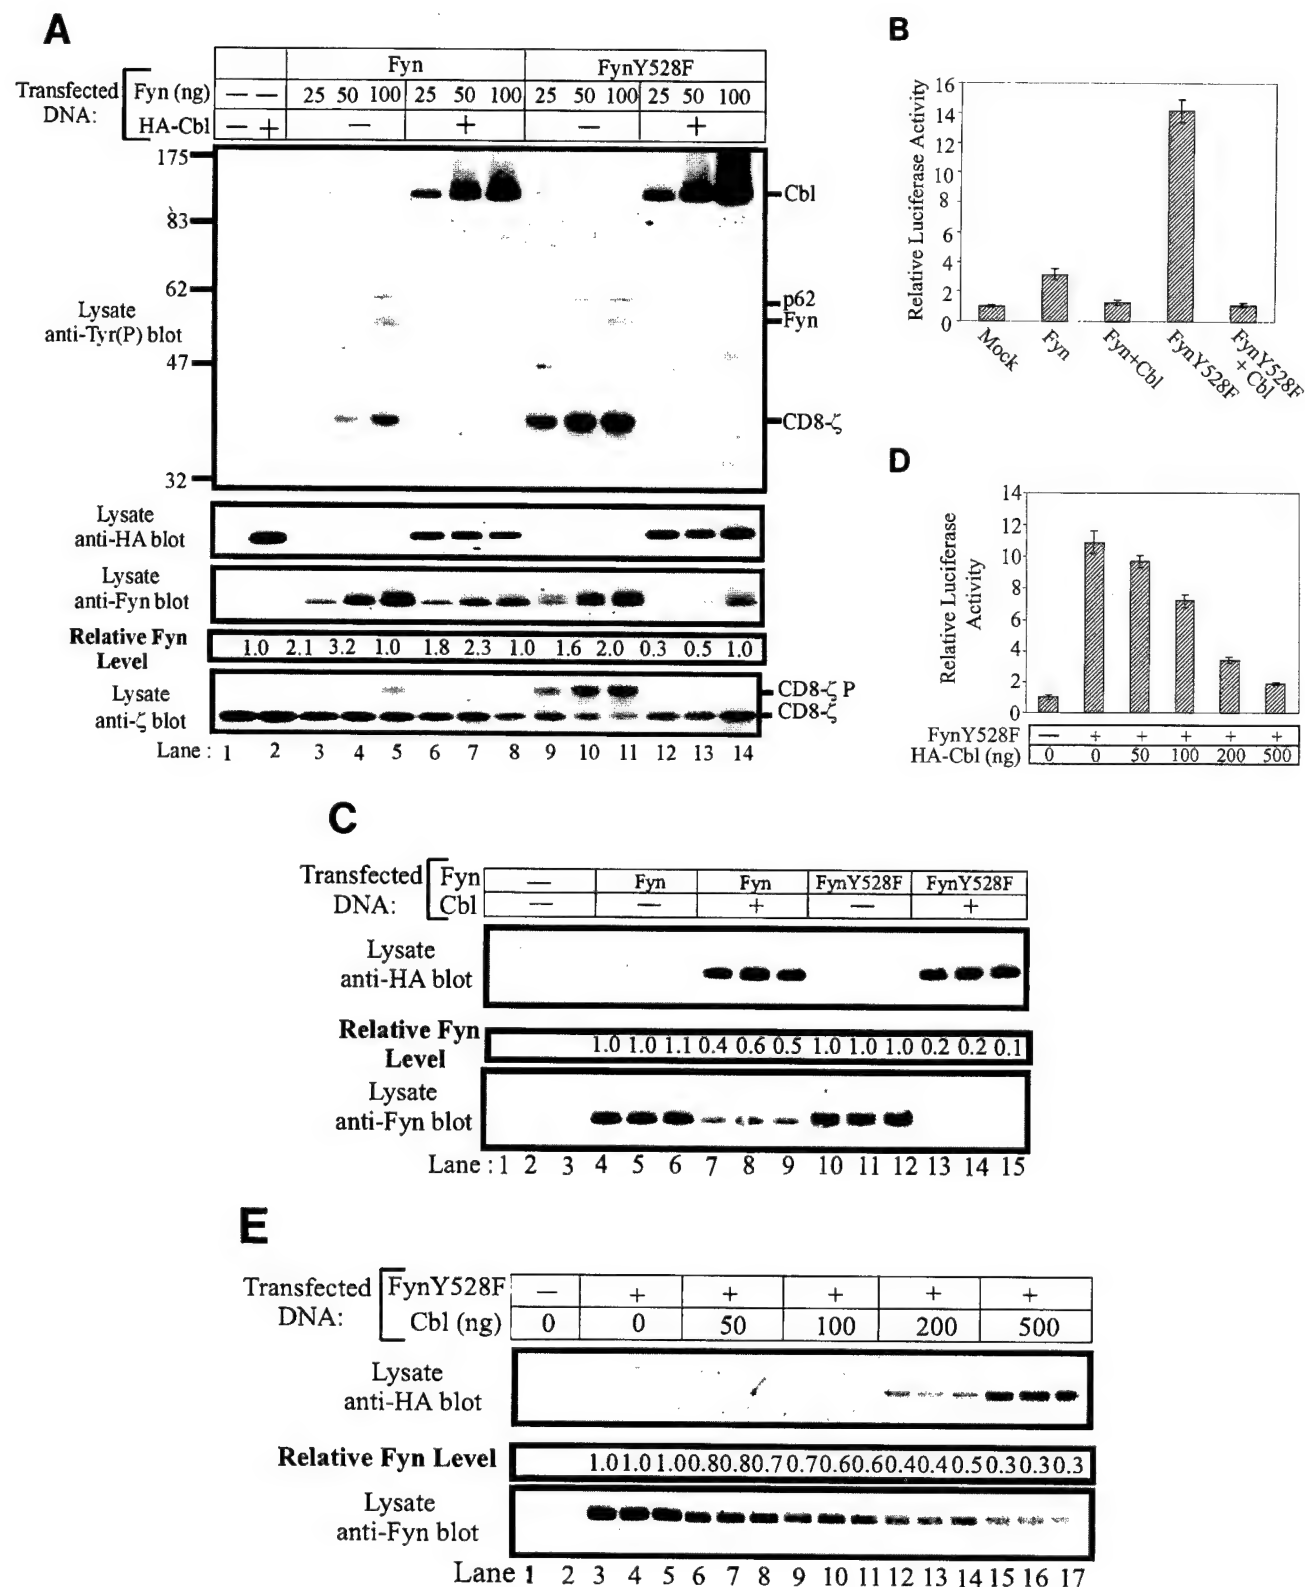 A
Fyn FynY528F
Transfected DNA: Fyn (ng) — — 25 50 100 25 50 100 25 50 100 25 50 100
HA-Cbl — + — + — +
175
83
62
47
32
Lysate
anti-Tyr(P) blot
Cbl
p62
Fyn
CD8-ζ
Lysate
anti-HA blot
Lysate
anti-Fyn blot
Relative Fyn
Level
1.0 2.1 3.2 1.0 1.8 2.3 1.0 1.6 2.0 0.3 0.5 1.0
Lysate
anti-ζ blot
CD8-ζ P
CD8-ζ
Lane : 1 2 3 4 5 6 7 8 9 10 11 12 13 14
B
Relative Luciferase Activity
16
14
12
10
8
6
4
2
0
Mock
Fyn
Fyn+Cbl
FynY528F
FynY528F
+ Cbl
D
Relative Luciferase
Activity
14
12
10
8
6
4
2
0
FynY528F — + + + + +
HA-Cbl (ng) 0 0 50 100 200 500
C
Transfected DNA:
Fyn — Fyn Fyn FynY528F FynY528F
Cbl — — + — +
Lysate
anti-HA blot
Relative Fyn
Level
1.0 1.0 1.1 0.4 0.6 0.5 1.0 1.0 1.0 0.2 0.2 0.1
Lysate
anti-Fyn blot
Lane : 1 2 3 4 5 6 7 8 9 10 11 12 13 14 15
E
Transfected DNA:
FynY528F — + + + + +
Cbl (ng) 0 0 50 100 200 500
Lysate
anti-HA blot
Relative Fyn Level 1.0 1.0 1.0 0.8 0.8 0.7 0.7 0.6 0.6 0.4 0.4 0.5 0.3 0.3 0.3
Lysate
anti-Fyn blot
Lane : 1 2 3 4 5 6 7 8 9 10 11 12 13 14 15 16 17